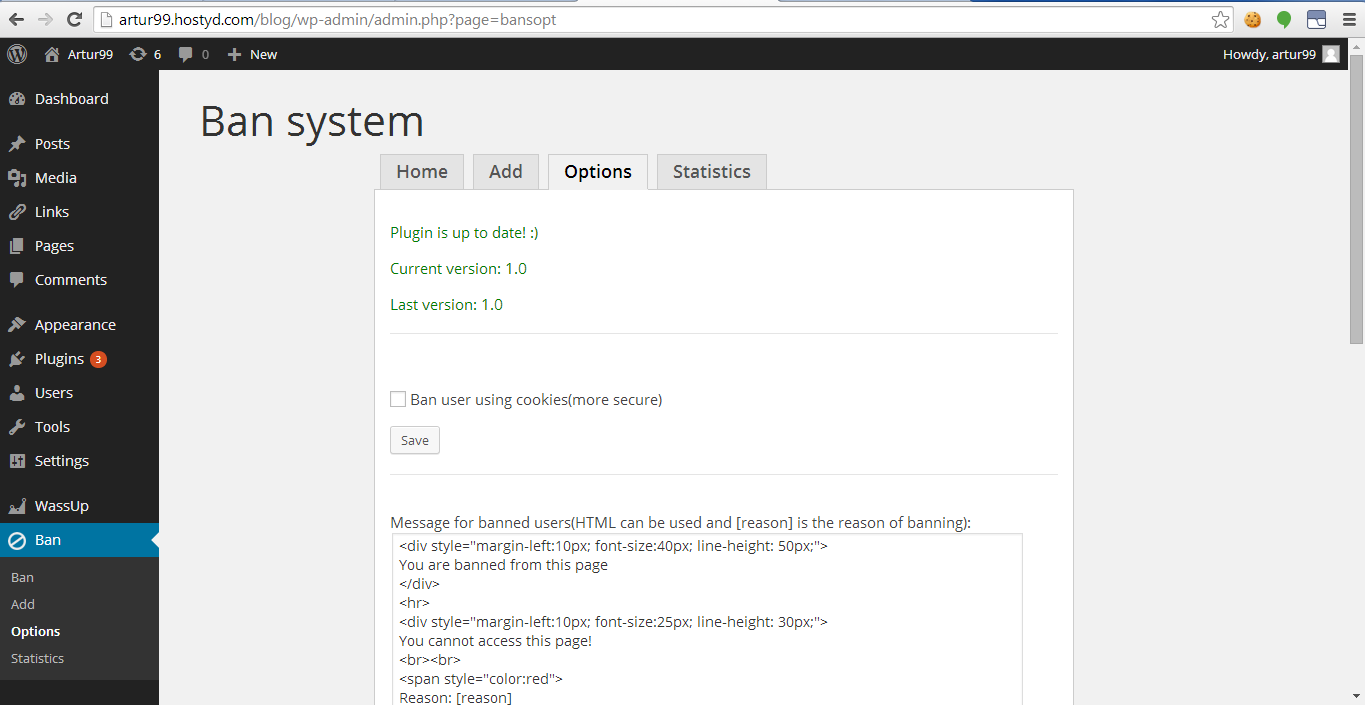 artur99.hostyd.com/blog/wp-admin/admin.php?page=bansopt
Artur99 6 0 New Howdy, artur99
Dashboard
Posts
Media
Links
Pages
Comments
Appearance
Plugins 3
Users
Tools
Settings
WassUp
Ban
Ban
Add
Options
Statistics
Ban system
Home Add Options Statistics
Plugin is up to date! :)
Current version: 1.0
Last version: 1.0
Ban user using cookies(more secure)
Save
Message for banned users(HTML can be used and [reason] is the reason of banning):
<div style="margin-left:10px; font-size:40px; line-height: 50px;">
You are banned from this page
</div>
<hr>
<div style="margin-left:10px; font-size:25px; line-height: 30px;">
You cannot access this page!
<br><br>
<span style="color:red">
Reason: [reason]